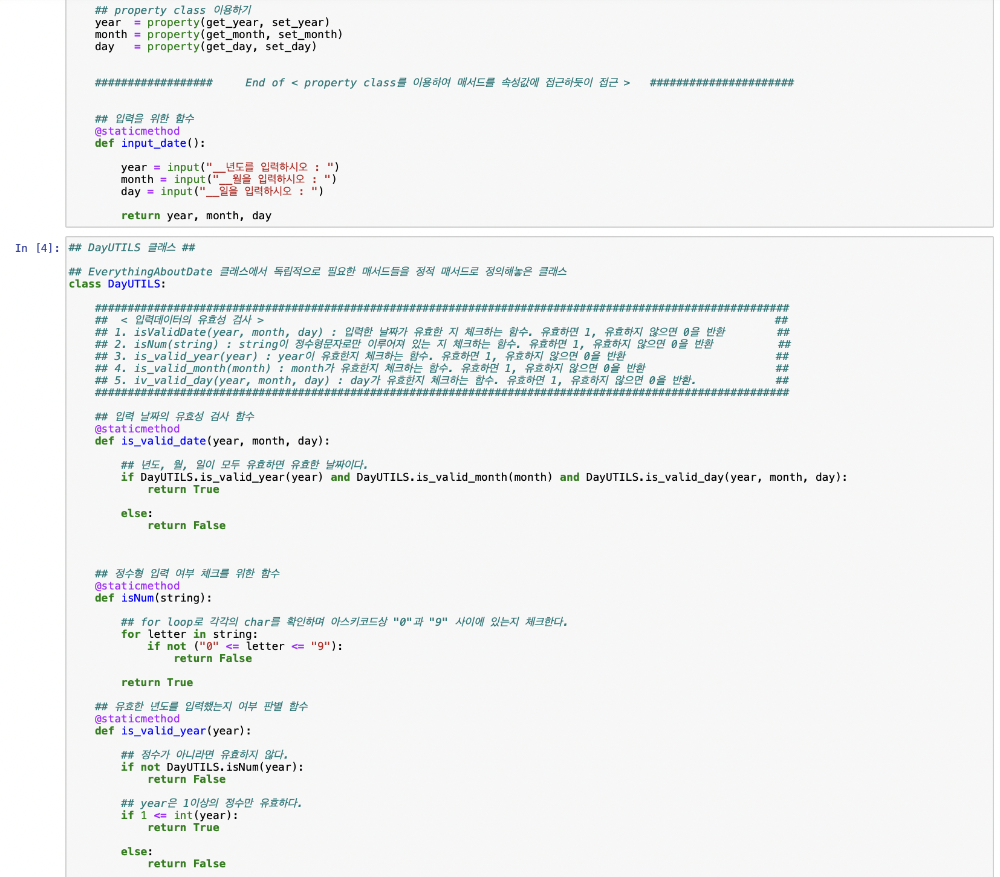 ## property class 이용하기
year  = property(get_year, set_year)
month = property(get_month, set_month)
day   = property(get_day, set_day)
##################     End of < property class를 이용하여 매서드를 속성값에 접근하듯이 접근 >   ######################
## 입력을 위한 함수
@staticmethod
def input_date():
year = input("__년도를 입력하시오 : ")
month = input("__월을 입력하시오 : ")
day = input("__일을 입력하시오 : ")
return year, month, day
In [4]: ## DayUTILS 클래스 ##
## EverythingAboutDate 클래스에서 독립적으로 필요한 매서드들을 정적 매서드로 정의해놓은 클래스
class DayUTILS:
##########################################################################################################
##  < 입력데이터의 유효성 검사 >                                                                              ##
## 1. isValidDate(year, month, day) : 입력한 날짜가 유효한 지 체크하는 함수. 유효하면 1, 유효하지 않으면 0을 반환        ##
## 2. isNum(string) : string이 정수형문자로만 이루어져 있는 지 체크하는 함수. 유효하면 1, 유효하지 않으면 0을 반환          ##
## 3. is_valid_year(year) : year이 유효한지 체크하는 함수. 유효하면 1, 유효하지 않으면 0을 반환                       ##
## 4. is_valid_month(month) : month가 유효한지 체크하는 함수. 유효하면 1, 유효하지 않으면 0을 반환                    ##
## 5. iv_valid_day(year, month, day) : day가 유효한지 체크하는 함수. 유효하면 1, 유효하지 않으면 0을 반환.            ##
##########################################################################################################
## 입력 날짜의 유효성 검사 함수
@staticmethod
def is_valid_date(year, month, day):
## 년도, 월, 일이 모두 유효하면 유효한 날짜이다.
if DayUTILS.is_valid_year(year) and DayUTILS.is_valid_month(month) and DayUTILS.is_valid_day(year, month, day):
return True
else:
return False
## 정수형 입력 여부 체크를 위한 함수
@staticmethod
def isNum(string):
## for loop로 각각의 char를 확인하며 아스키코드상 "0"과 "9" 사이에 있는지 체크한다.
for letter in string:
if not ("0" <= letter <= "9"):
return False
return True
## 유효한 년도를 입력했는지 여부 판별 함수
@staticmethod
def is_valid_year(year):
## 정수가 아니라면 유효하지 않다.
if not DayUTILS.isNum(year):
return False
## year은 1이상의 정수만 유효하다.
if 1 <= int(year):
return True
else:
return False